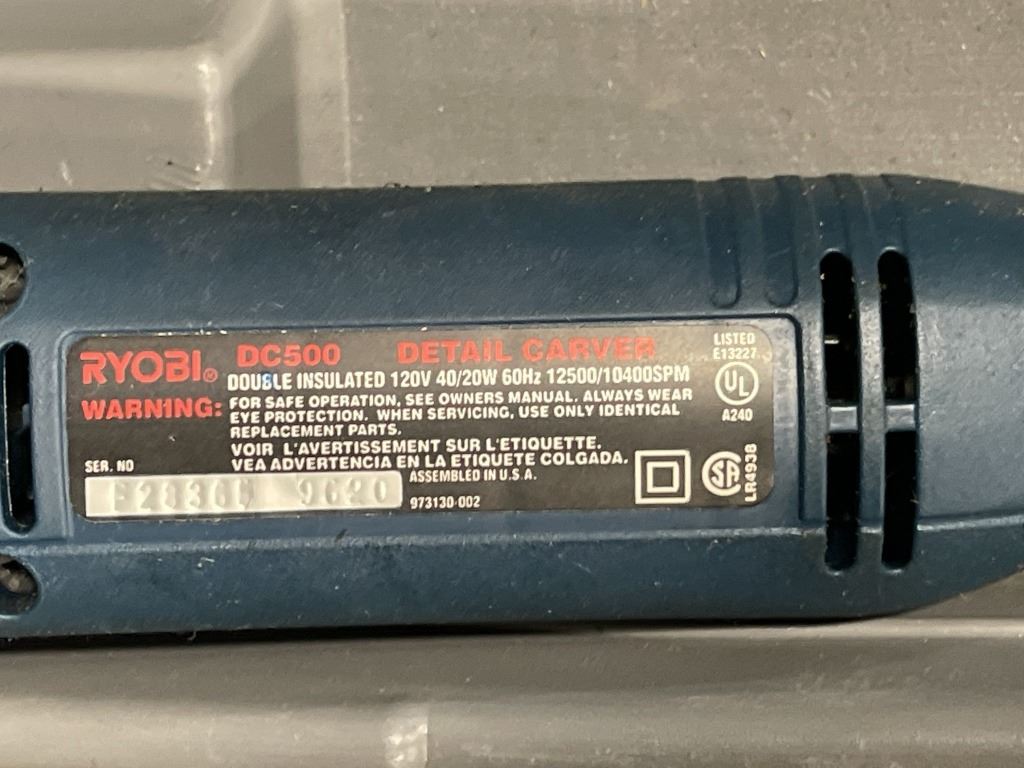 RYOBI® DC500 DETAIL CARVER
DOUBLE INSULATED 120V 40/20W 60Hz 12500/10400SPM
WARNING: FOR SAFE OPERATION, SEE OWNERS MANUAL. ALWAYS WEAR
EYE PROTECTION. WHEN SERVICING, USE ONLY IDENTICAL
REPLACEMENT PARTS.
VOIR L'AVERTISSEMENT SUR L'ETIQUETTE.
VEA ADVERTENCIA EN LA ETIQUETE COLGADA.
SER. NO
9620
ASSEMBLED IN U.S.A.
973130-002
LISTED
E13227
UL
A240
SA
LR4938